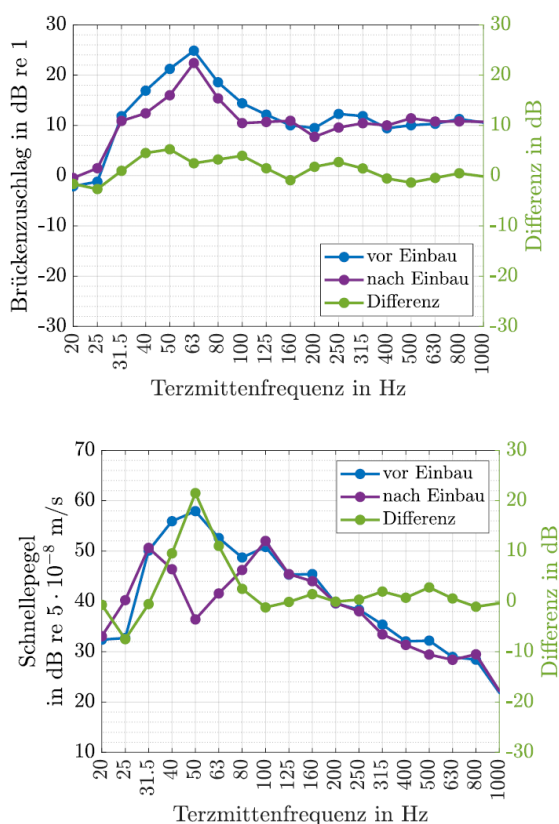 30
20
10
0
-10
-20
-30
Brückenzuschlag in dB re 1
30
20
10
0
-10
-20
-30
Differenz in dB
vor Einbau
nach Einbau
Differenz
20 25 31.5 40 50 63 80 100 125 160 200 250 315 400 500 630 800 1000
Terzmittenfrequenz in Hz
70
60
50
40
30
20
10
Schnellepegel
in dB re 5 · 10⁻⁸ m/s
30
20
10
0
-10
-20
-30
Differenz in dB
vor Einbau
nach Einbau
Differenz
20 25 31.5 40 50 63 80 100 125 160 200 250 315 400 500 630 800 1000
Terzmittenfrequenz in Hz